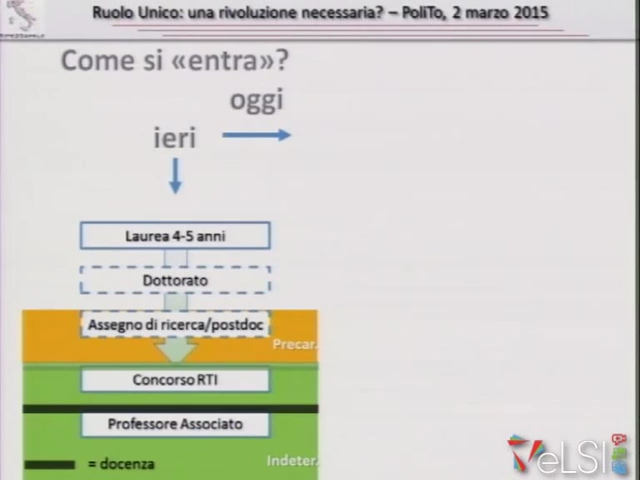 Ruolo Unico: una rivoluzione necessaria? – PoliTo, 2 marzo 2015
Come si «entra»?
oggi
ieri
Laurea 4-5 anni
Dottorato
Assegno di ricerca/postdoc
Precar.
Concorso RTI
Professore Associato
Indeter.
= docenza
VeLSI